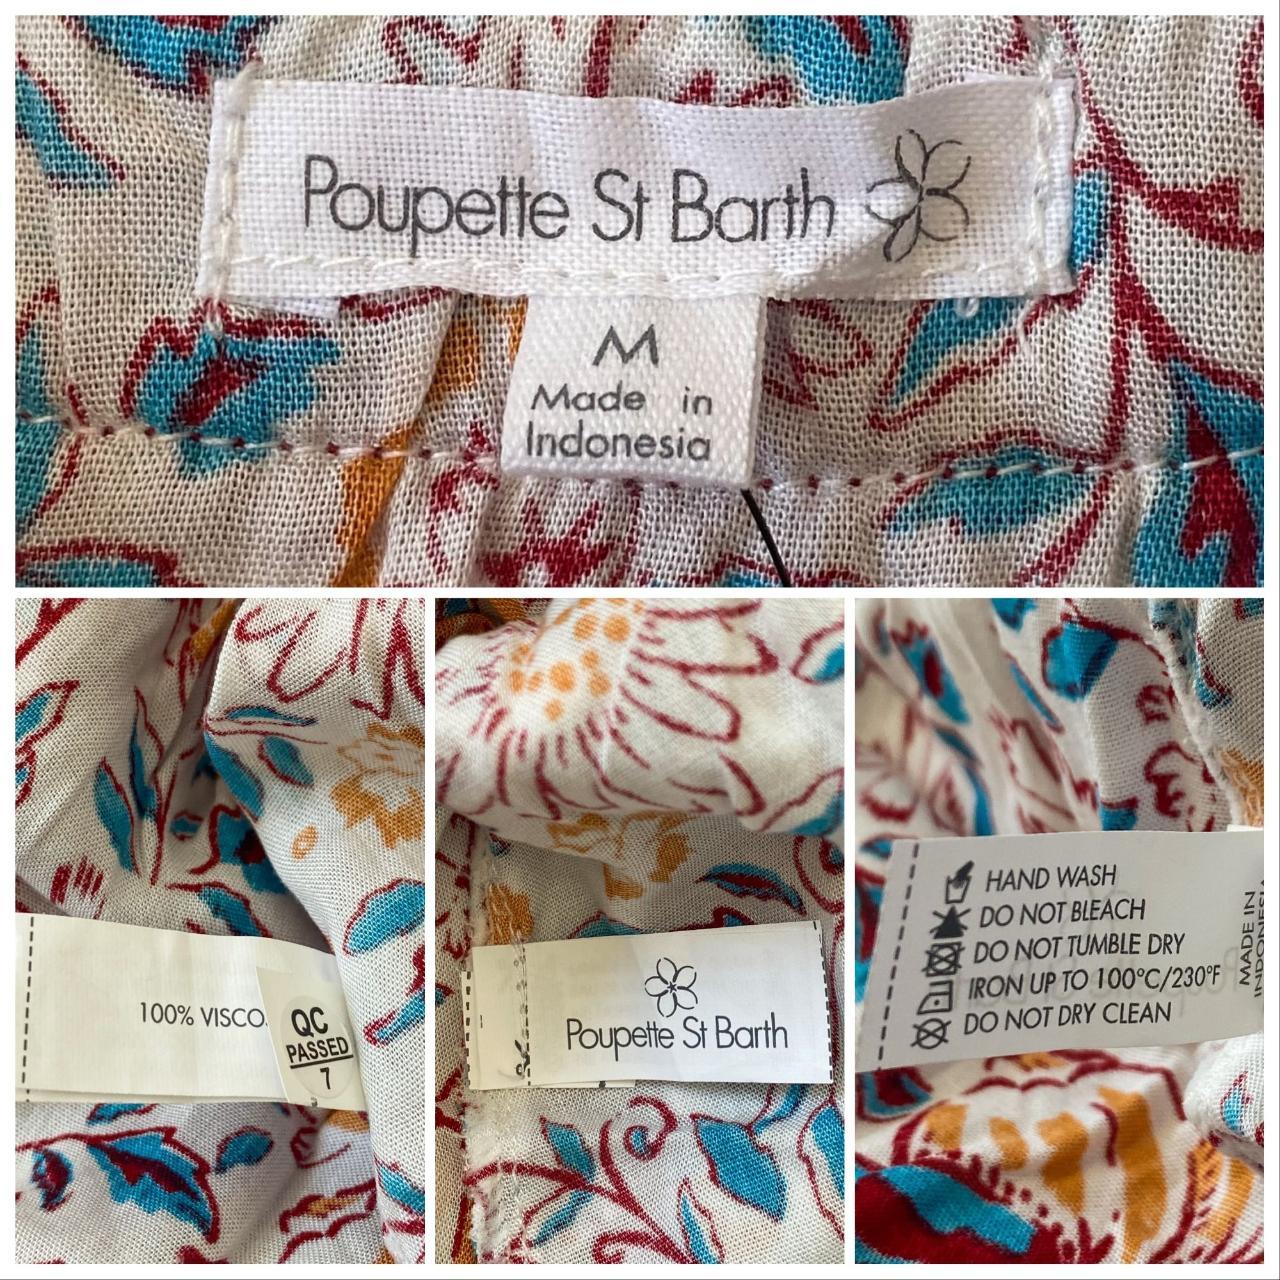 Poupette St Barth
M
Made in
Indonesia
100% VISCO
QC
PASSED
7
Poupette St Barth
HAND WASH
DO NOT BLEACH
DO NOT TUMBLE DRY
IRON UP TO 100°C/230°F
DO NOT DRY CLEAN
MADE IN
INDONESIA